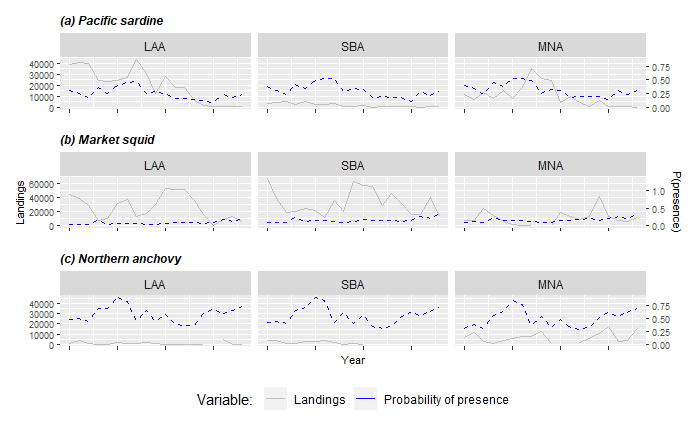 (a) Pacific sardine
LAA SBA MNA
40000
30000
20000
10000
0
0.75
0.50
0.25
0.00
(b) Market squid
LAA SBA MNA
60000
40000
20000
0
1.0
0.5
0.0
Landings
P(presence)
(c) Northern anchovy
LAA SBA MNA
40000
30000
20000
10000
0
0.75
0.50
0.25
0.00
Year
Variable: Landings Probability of presence